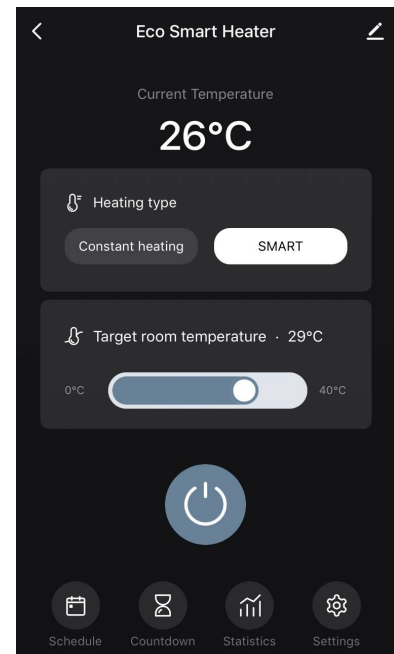 Eco Smart Heater
Current Temperature
26°C
Heating type
Constant heating SMART
Target room temperature · 29°C
0°C 40°C
Schedule Countdown Statistics Settings